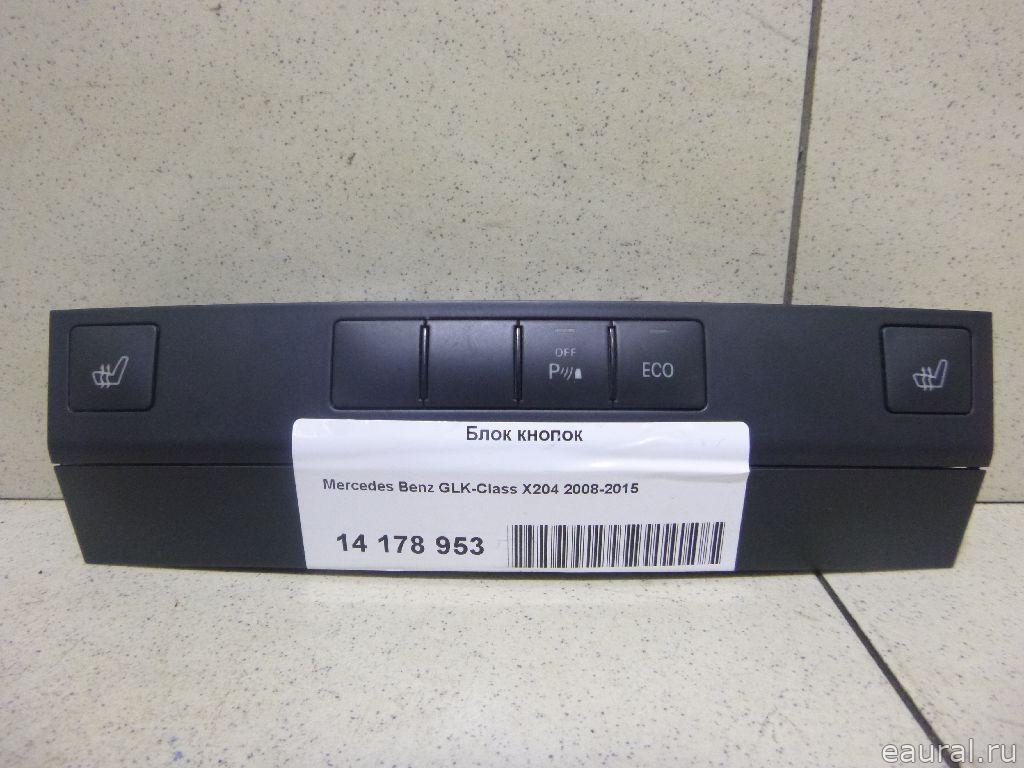 OFF
P
ECO
Блок кнопок
Mercedes Benz GLK-Class X204 2008-2015
14 178 953
eaural.ru